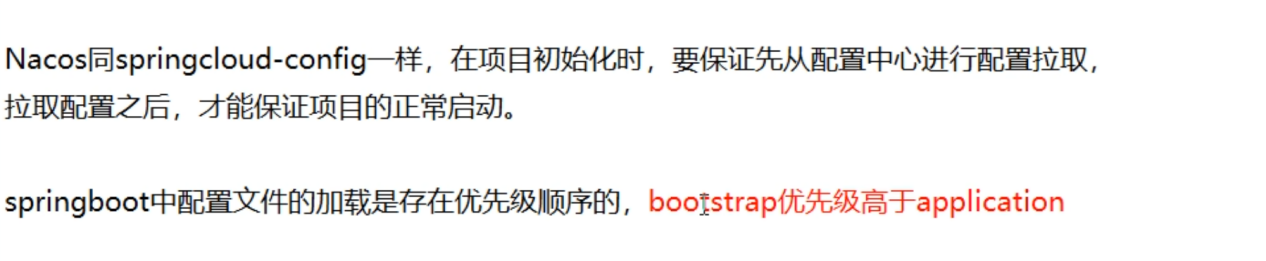 Nacos同springcloud-config一样，在项目初始化时，要保证先从配置中心进行配置拉取，
拉取配置之后，才能保证项目的正常启动。
springboot中配置文件的加载是存在优先级顺序的，bootstrap优先级高于application